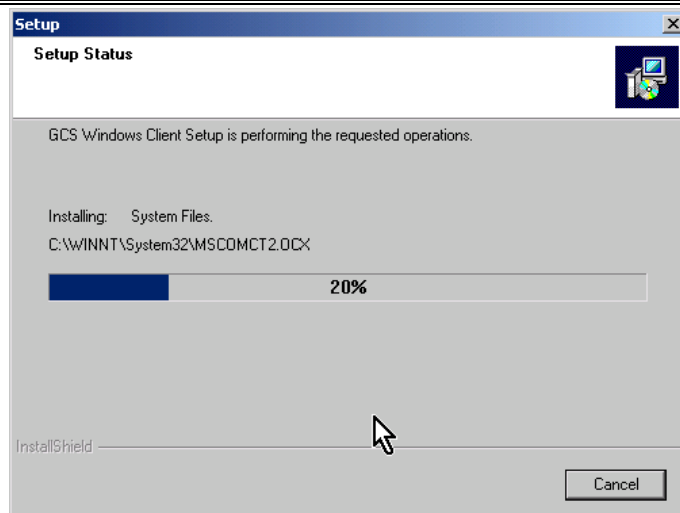 Setup
Setup Status
GCS Windows Client Setup is performing the requested operations.
Installing: System Files.
C:\WINNT\System32\MSCOMCT2.OCX
20%
InstallShield
Cancel